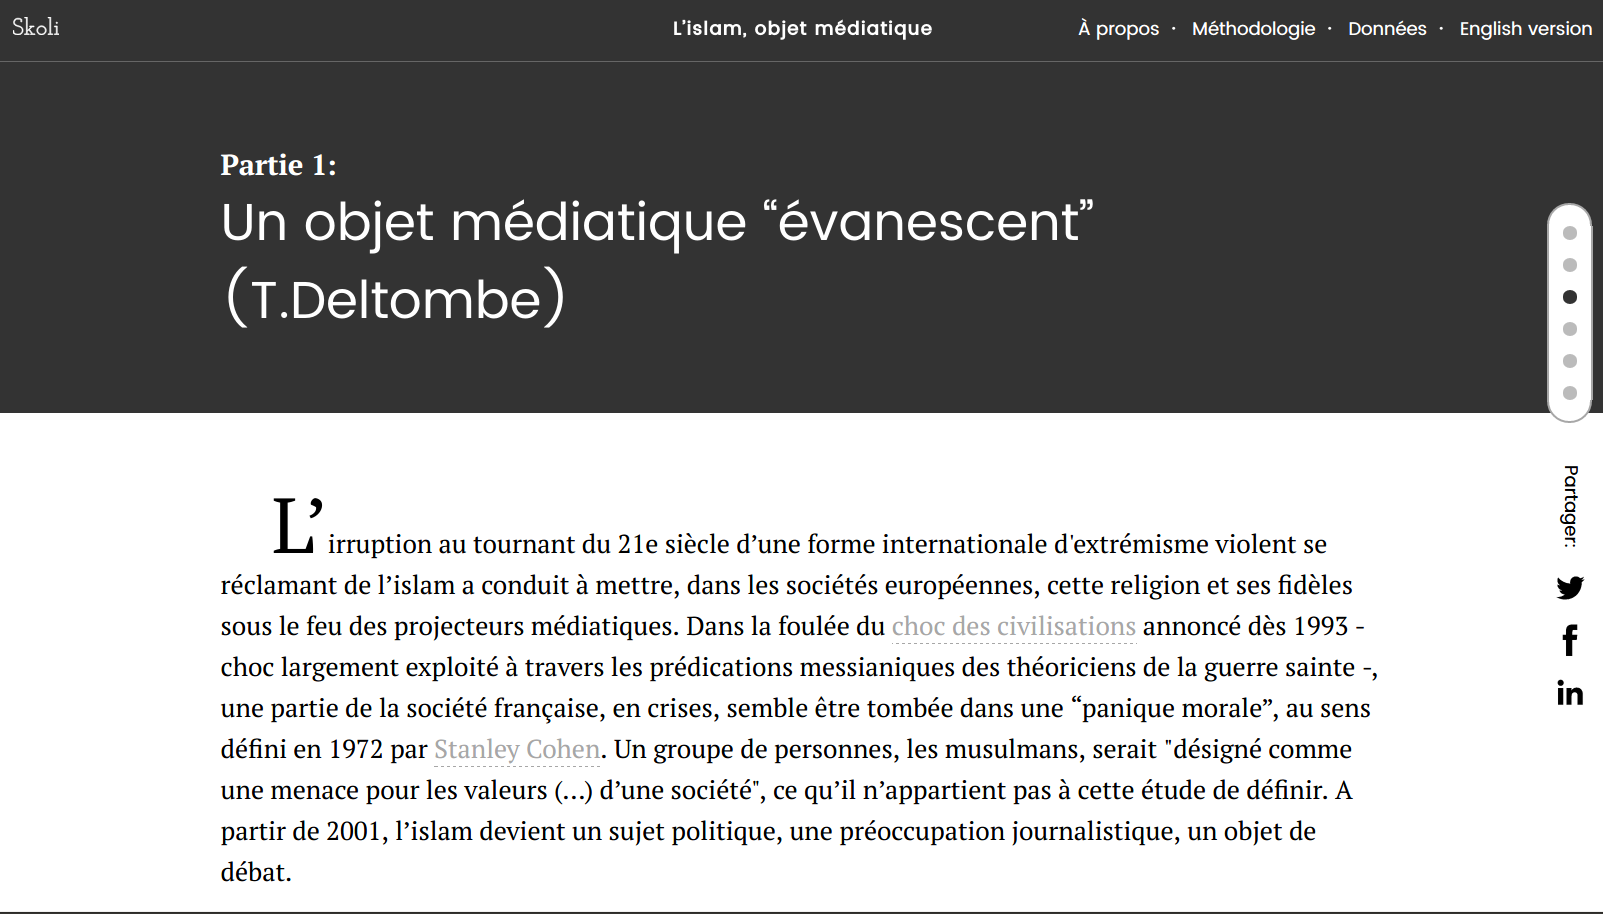 Skoli
L’islam, objet médiatique
À propos · Méthodologie · Données · English version
Partie 1:
Un objet médiatique “évanescent”
(T.Deltombe)
L’irruption au tournant du 21e siècle d’une forme internationale d'extrémisme violent se
réclamant de l’islam a conduit à mettre, dans les sociétés européennes, cette religion et ses fidèles
sous le feu des projecteurs médiatiques. Dans la foulée du choc des civilisations annoncé dès 1993 -
choc largement exploité à travers les prédications messianiques des théoriciens de la guerre sainte -,
une partie de la société française, en crises, semble être tombée dans une “panique morale”, au sens
défini en 1972 par Stanley Cohen. Un groupe de personnes, les musulmans, serait "désigné comme
une menace pour les valeurs (…) d’une société", ce qu’il n’appartient pas à cette étude de définir. A
partir de 2001, l’islam devient un sujet politique, une préoccupation journalistique, un objet de
débat.
Partager: